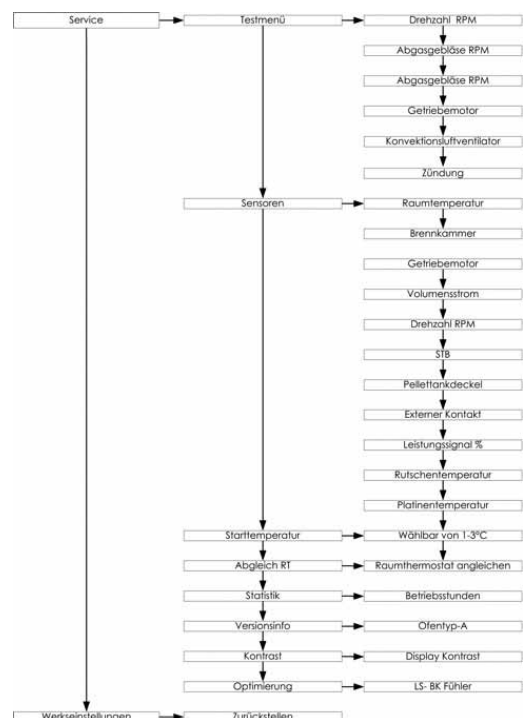 Service
Testmenü
Drehzahl RPM
Abgasgebläse RPM
Abgasgebläse RPM
Getriebemotor
Konvektionsluftventilator
Zündung
Sensoren
Raumtemperatur
Brennkammer
Getriebemotor
Volumensstrom
Drehzahl RPM
STB
Pellettankdeckel
Externer Kontakt
Leistungssignal %
Rutschentemperatur
Platinentemperatur
Starttemperatur
Wählbar von 1-3°C
Abgleich RT
Raumthermostat angleichen
Statistik
Betriebsstunden
Versionsinfo
Ofentyp-A
Kontrast
Display Kontrast
Optimierung
LS- BK Fühler
Werkseinstellungen
Zurückstellen